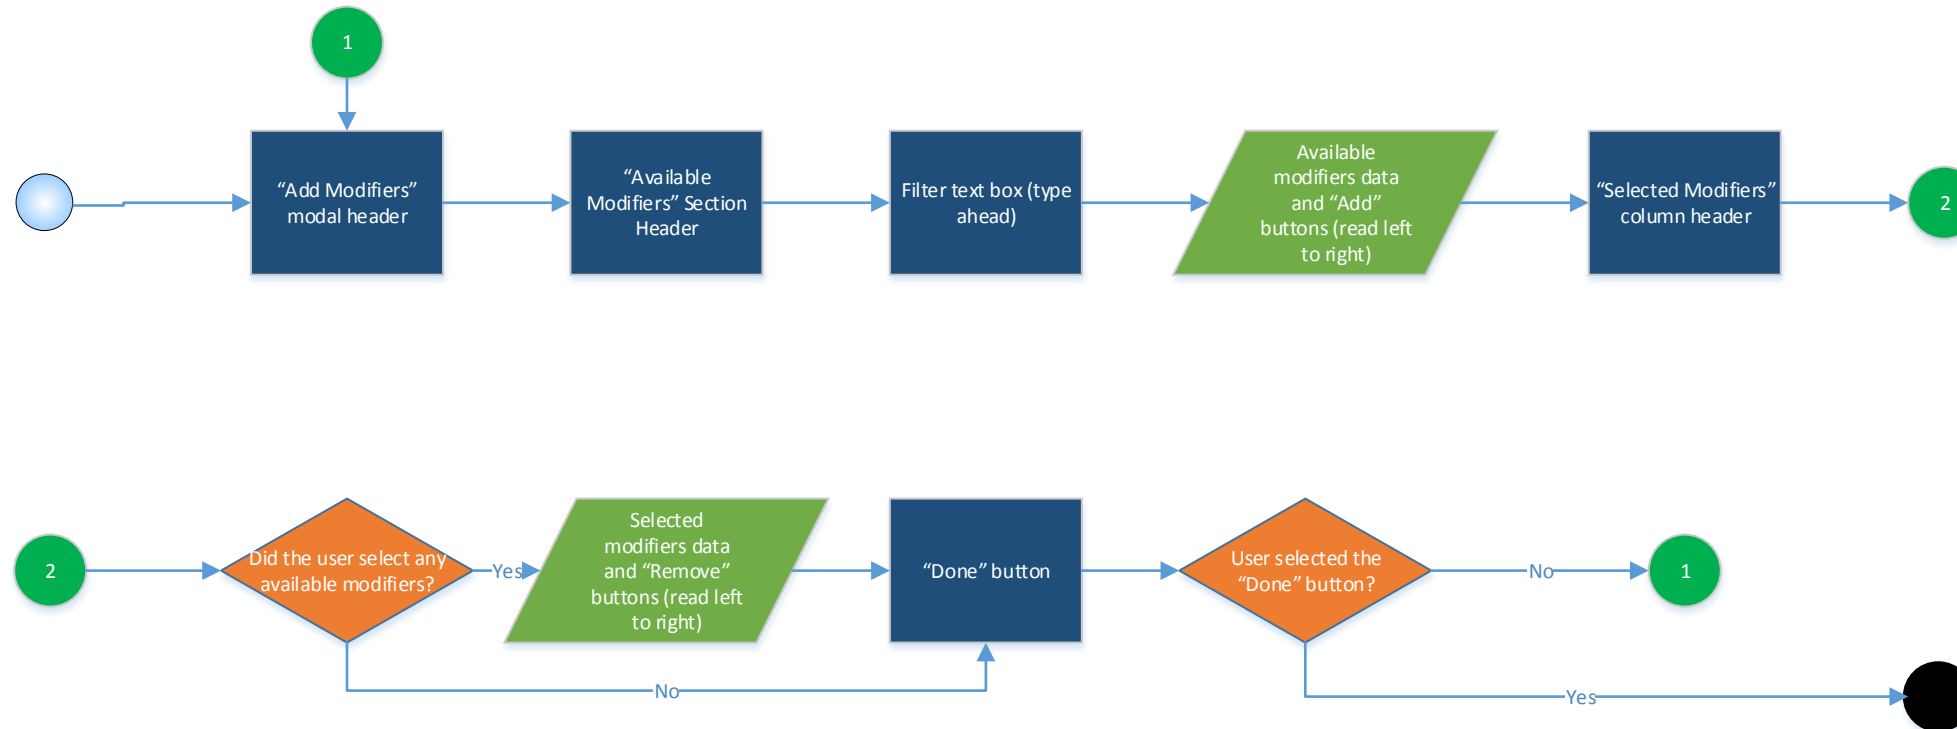 1
“Add Modifiers”
modal header
“Available
Modifiers” Section
Header
Filter text box (type
ahead)
Available
modifiers data
and “Add”
buttons (read left
to right)
“Selected Modifiers”
column header
2
2
Did the user select any
available modifiers?
Yes
Selected
modifiers data
and “Remove”
buttons (read left
to right)
“Done” button
User selected the
“Done” button?
No
1
No
Yes